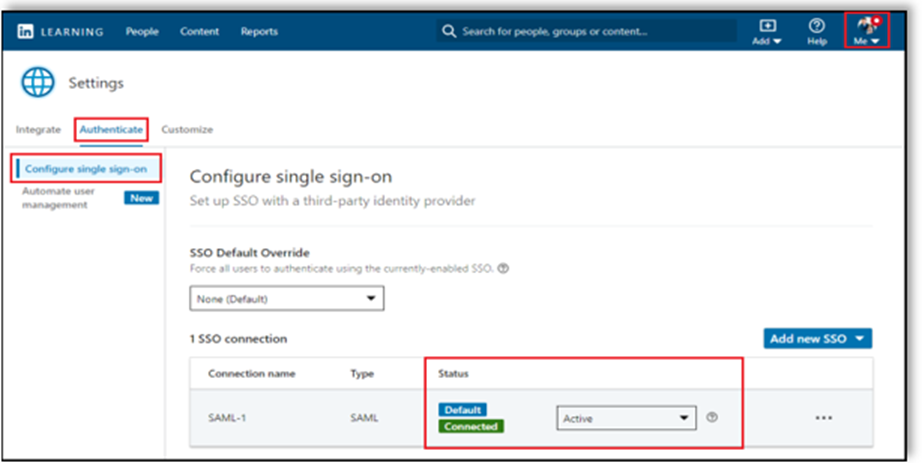 in LEARNING People Content Reports Search for people, groups or content... Add Help Me
Settings
Integrate Authenticate Customize
Configure single sign-on
Automate user
management New
Configure single sign-on
Set up SSO with a third-party identity provider
SSO Default Override
Force all users to authenticate using the currently-enabled SSO.
None (Default)
1 SSO connection Add new SSO
Connection name Type Status
SAML-1 SAML Default Connected Active